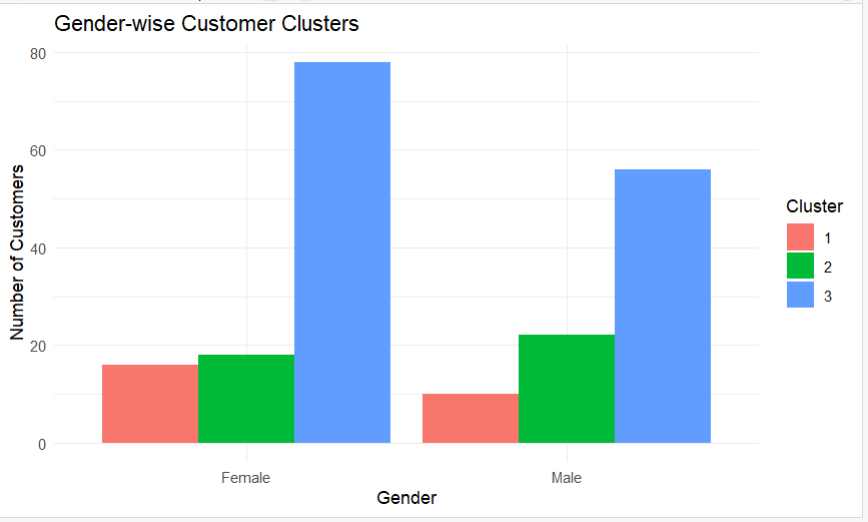 Gender-wise Customer Clusters
80
60
40
20
0
Number of Customers
Female
Male
Gender
Cluster
1
2
3